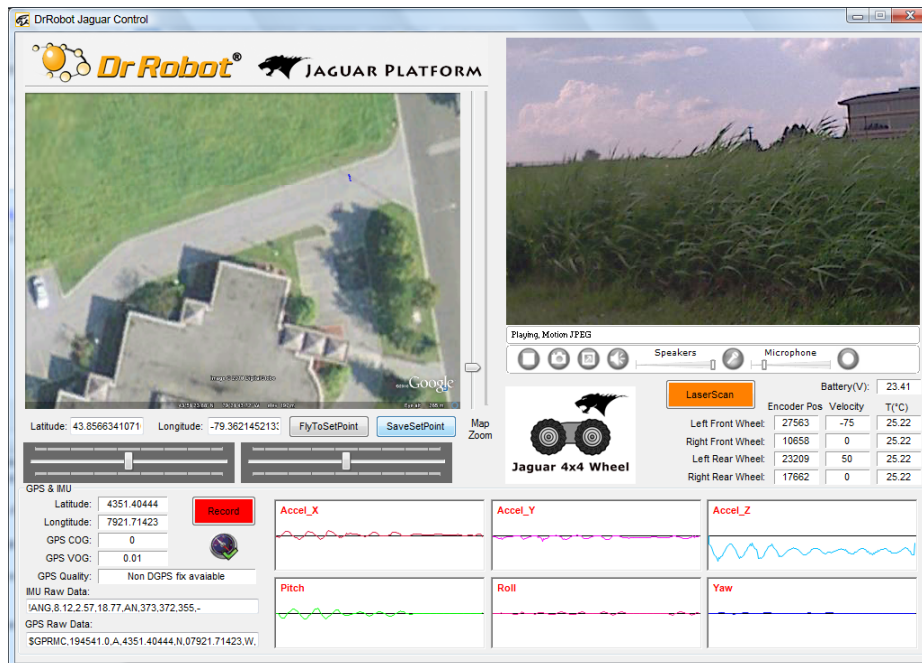 DrRobot Jaguar Control
Dr Robot®
JAGUAR PLATFORM
Google
Playing, Motion JPEG
Speakers
Microphone
LaserScan
Battery(V): 23.41
Encoder Pos Velocity T(°C)
Left Front Wheel: 27563 -75 25.22
Right Front Wheel: 10658 0 25.22
Left Rear Wheel: 23209 50 25.22
Right Rear Wheel: 17662 0 25.22
Jaguar 4x4 Wheel
Latitude: 43.8566341071 Longitude: -79.3621452133 FlyToSetPoint SaveSetPoint Map Zoom
GPS & IMU
Latitude: 4351.40444
Longtitude: 7921.71423
GPS COG: 0
GPS VOG: 0.01
GPS Quality: Non DGPS fix avaiable
Record
IMU Raw Data:
!ANG,8.12,2.57,18.77,AN,373,372,355,-
GPS Raw Data:
$GPRMC,194541.0,A,4351.40444,N,07921.71423,W,
Accel_X
Accel_Y
Accel_Z
Pitch
Roll
Yaw